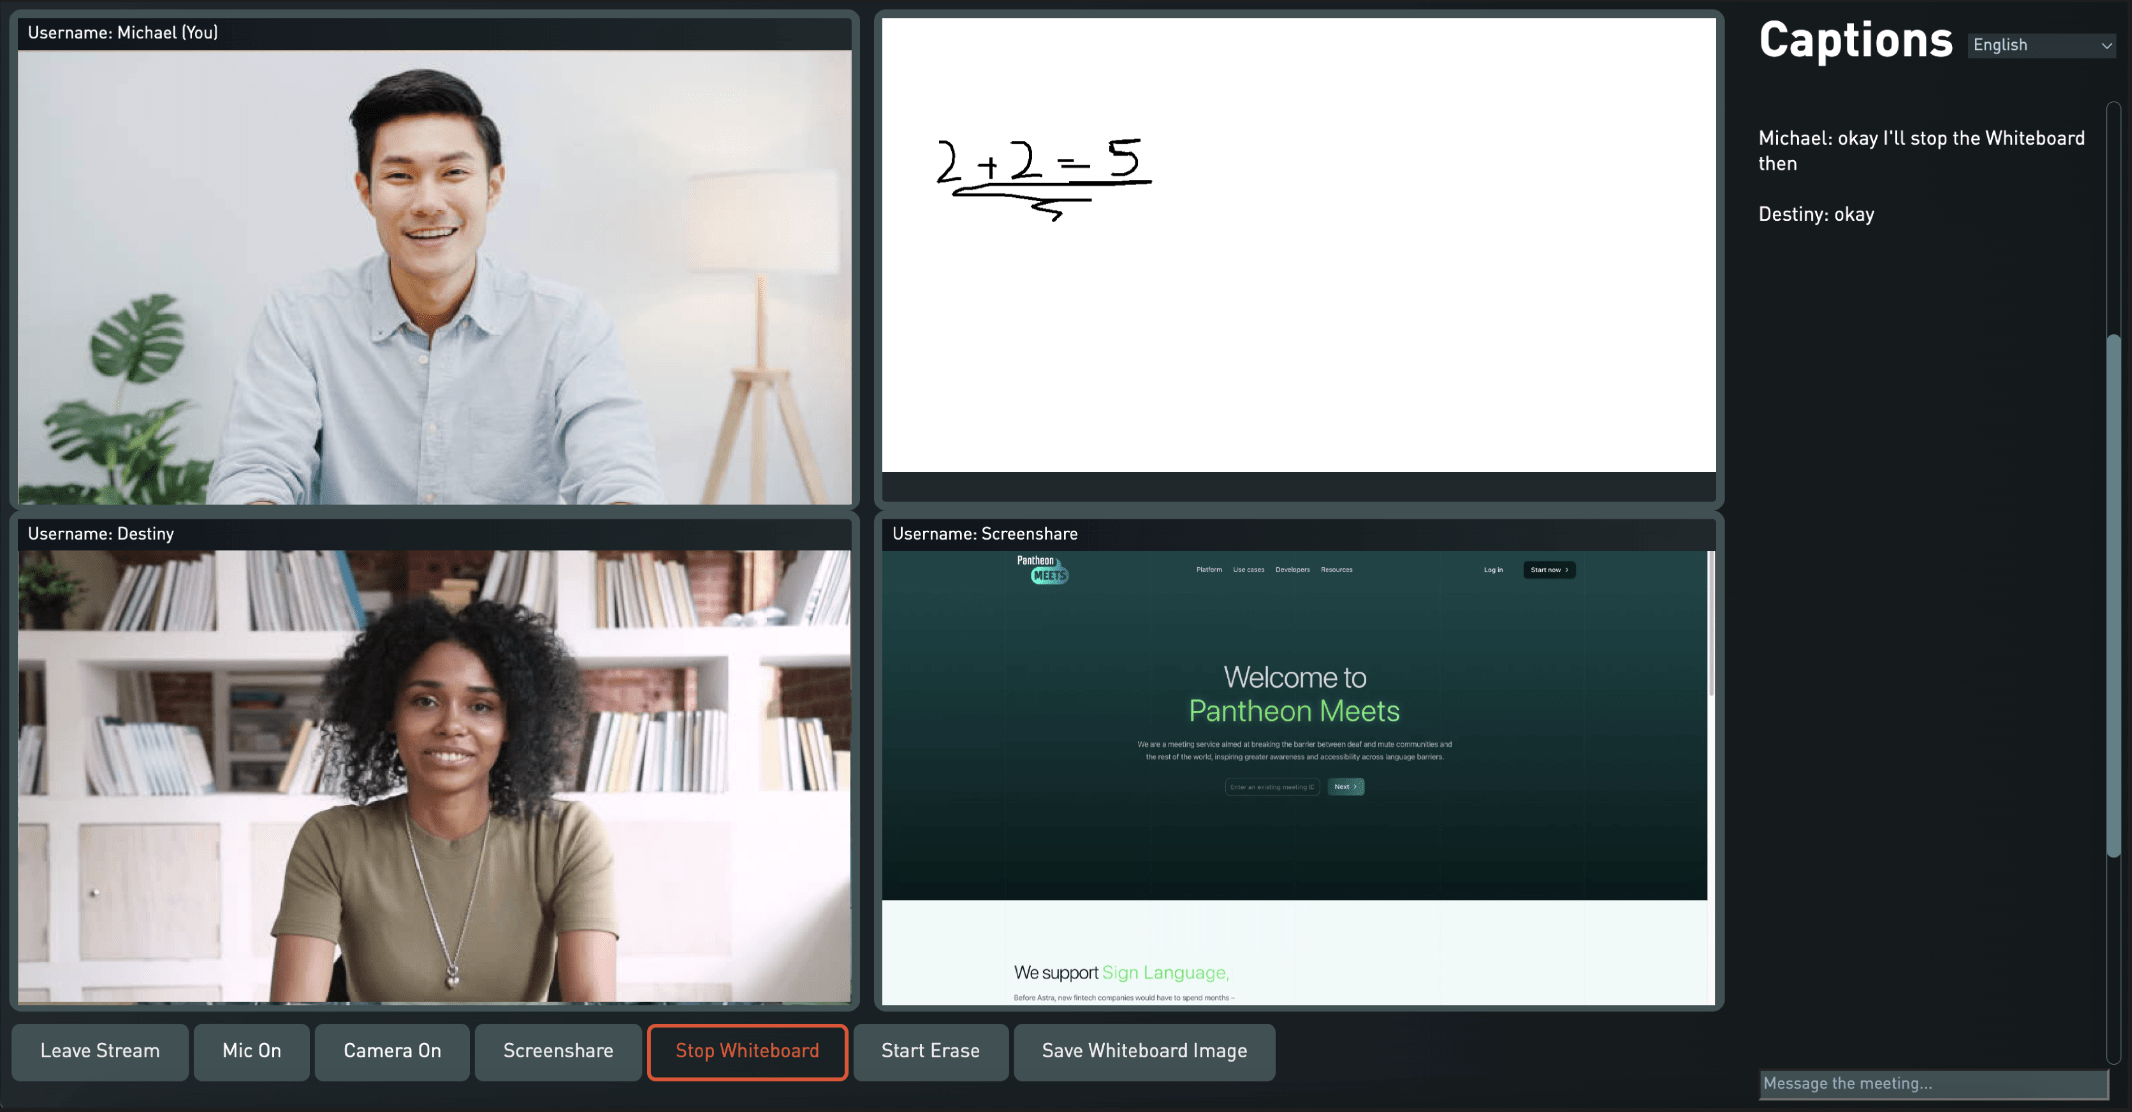 Username: Michael (You)
2 + 2 = 5
Captions
English
Michael: okay I'll stop the Whiteboard
then
Destiny: okay
Username: Destiny
Username: Screenshare
Pantheon
MEETS
Platform
Use cases
Developers
Resources
Log in
Start now
Welcome to
Pantheon Meets
We are a meeting service aimed at breaking the barrier between deaf and mute communities and
the rest of the world, inspiring greater awareness and accessibility across language barriers.
Enter an existing meeting ID
Next
We support Sign Language,
Before Astra, new fintech companies would have to spend months –
Leave Stream
Mic On
Camera On
Screenshare
Stop Whiteboard
Start Erase
Save Whiteboard Image
Message the meeting...